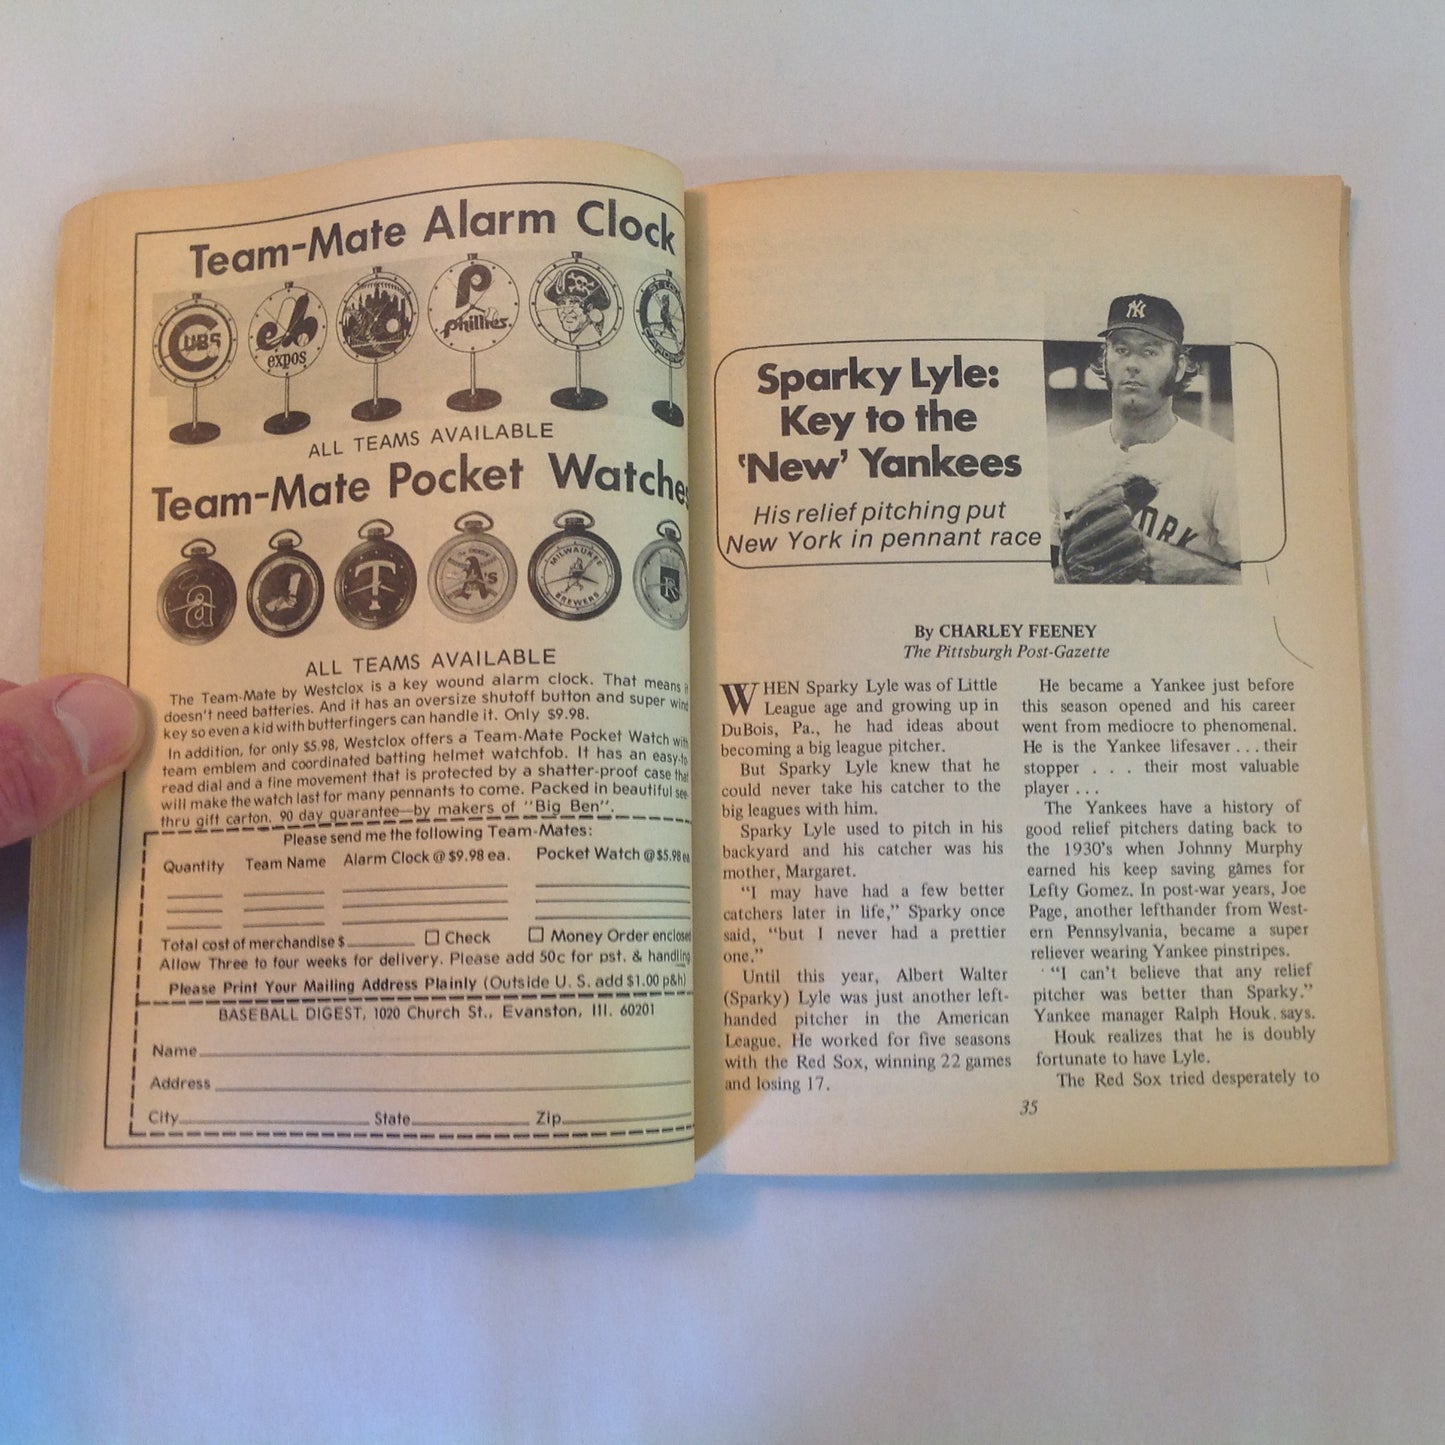 Team-Mate Alarm Clock
CUBS
expos
Phillies
ALL TEAMS AVAILABLE
Team-Mate Pocket Watches
a
T
A's
MILWAUKEE
BREWERS
R
ALL TEAMS AVAILABLE
The Team-Mate by Westclox is a key wound alarm clock. That means it
doesn't need batteries. And it has an oversize shutoff button and super wind
key so even a kid with butterfingers can handle it. Only $9.98.
In addition, for only $5.98, Westclox offers a Team-Mate Pocket Watch with
team emblem and coordinated batting helmet watchfob. It has an easy-to
read dial and a fine movement that is protected by a shatter-proof case that
will make the watch last for many pennants to come. Packed in beautiful see-
thru gift carton. 90 day guarantee—by makers of "Big Ben".
Please send me the following Team-Mates:
Quantity Team Name Alarm Clock @ $9.98 ea. Pocket Watch @ $5.98 ea
Total cost of merchandise $ Check Money Order enclosed
Allow Three to four weeks for delivery. Please add 50c for pst. & handling
Please Print Your Mailing Address Plainly (Outside U. S. add $1.00 p&h)
BASEBALL DIGEST, 1020 Church St., Evanston, Ill. 60201
Name
Address
City State Zip
Sparky Lyle:
Key to the
'New' Yankees
His relief pitching put
New York in pennant race
NY
ORK
By CHARLEY FEENEY
The Pittsburgh Post-Gazette
WHEN Sparky Lyle was of Little
League age and growing up in
DuBois, Pa., he had ideas about
becoming a big league pitcher.
But Sparky Lyle knew that he
could never take his catcher to the
big leagues with him.
Sparky Lyle used to pitch in his
backyard and his catcher was his
mother, Margaret.
"I may have had a few better
catchers later in life," Sparky once
said, "but I never had a prettier
one."
Until this year, Albert Walter
(Sparky) Lyle was just another left-
handed pitcher in the American
League. He worked for five seasons
with the Red Sox, winning 22 games
and losing 17.
He became a Yankee just before
this season opened and his career
went from mediocre to phenomenal.
He is the Yankee lifesaver . . . their
stopper . . . their most valuable
player . . .
The Yankees have a history of
good relief pitchers dating back to
the 1930's when Johnny Murphy
earned his keep saving games for
Lefty Gomez. In post-war years, Joe
Page, another lefthander from West-
ern Pennsylvania, became a super
reliever wearing Yankee pinstripes.
"I can't believe that any relief
pitcher was better than Sparky."
Yankee manager Ralph Houk says.
Houk realizes that he is doubly
fortunate to have Lyle.
The Red Sox tried desperately to
35